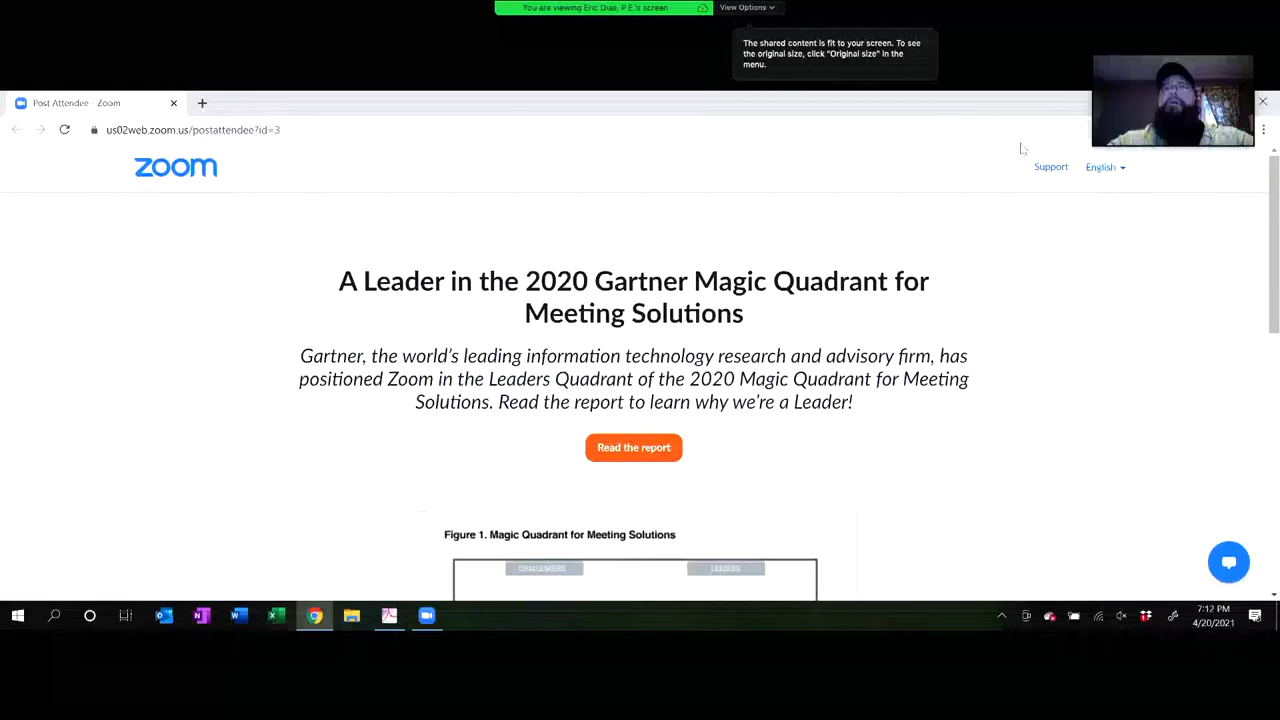 You are viewing Eric Dias, P.E.'s screen
View Options
The shared content is fit to your screen. To see
the original size, click "Original size" in the
menu.
Post Attendee - Zoom
us02web.zoom.us/postattendee?id=3
zoom
Support
English
A Leader in the 2020 Gartner Magic Quadrant for
Meeting Solutions
Gartner, the world's leading information technology research and advisory firm, has
positioned Zoom in the Leaders Quadrant of the 2020 Magic Quadrant for Meeting
Solutions. Read the report to learn why we're a Leader!
Read the report
Figure 1. Magic Quadrant for Meeting Solutions
CHALLENGERS
LEADERS
7:12 PM
4/20/2021